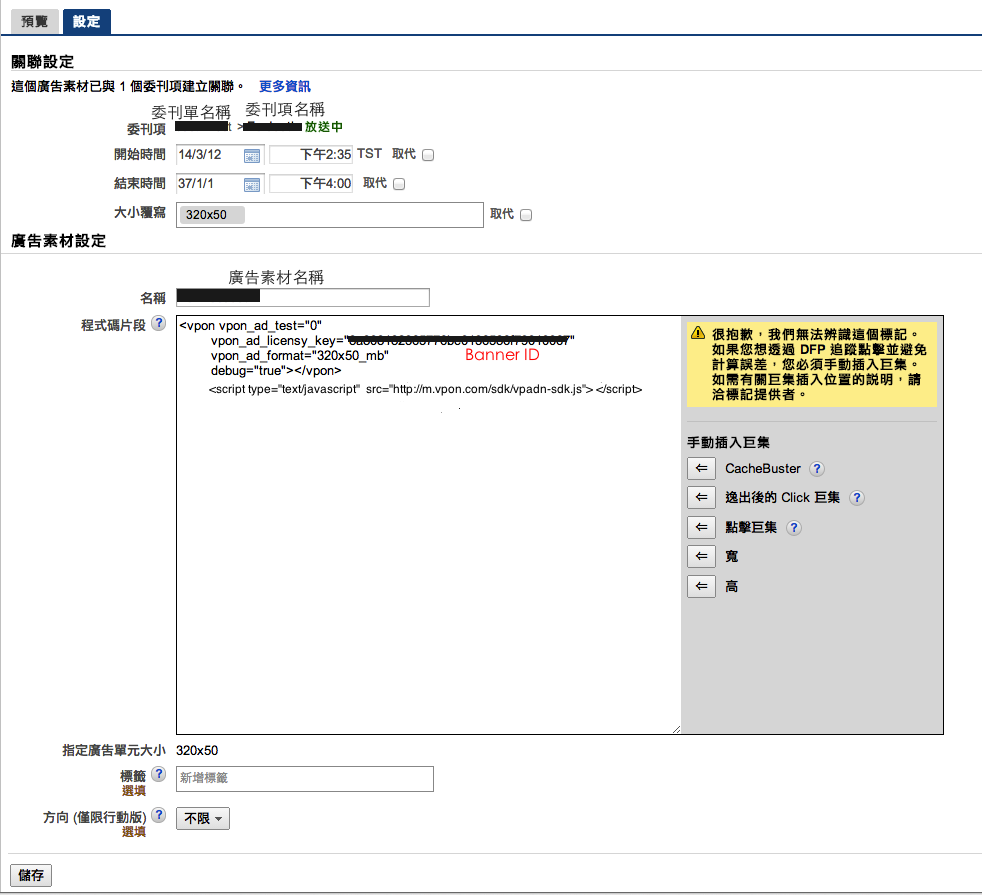 預覽 設定
關聯設定
這個廣告素材已與 1 個委刊項建立關聯。 更多資訊
委刊單名稱 委刊項名稱
委刊項 > 放送中
開始時間 14/3/12 下午2:35 TST 取代
結束時間 37/1/1 下午4:00 取代
大小覆寫 320x50 取代
廣告素材設定
廣告素材名稱
名稱
程式碼片段 ?
<vpon vpon_ad_test="0"
vpon_ad_licensy_key=" "
Banner ID
vpon_ad_format="320x50_mb"
debug="true"></vpon>
<script type="text/javascript" src="http://m.vpon.com/sdk/vpadn-sdk.js"></script>
很抱歉，我們無法辨識這個標記。
如果您想透過 DFP 追蹤點擊並避免
計算誤差，您必須手動插入巨集。
如需有關巨集插入位置的說明，請
洽標記提供者。
手動插入巨集
⇐ CacheBuster ?
⇐ 逸出後的 Click 巨集 ?
⇐ 點擊巨集 ?
⇐ 寬
⇐ 高
指定廣告單元大小 320x50
標籤 ? 新增標籤
選填
方向 (僅限行動版) ? 不限
選填
儲存